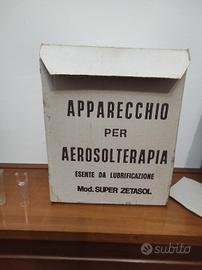 APPARECCHIO
PER
AEROSOLTERAPIA
ESENTE DA LUBRIFICAZIONE
Mod. SUPER ZETASOL
subito